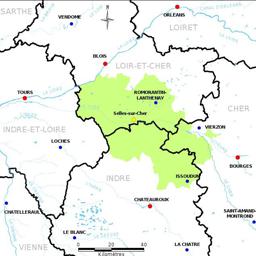 SARTHE
VENDOME
ORLEANS
LOIRET
BLOIS
LOIR-ET-CHER
TOURS
ROMORANTIN-
LANTHENAY
Selles-sur-Cher
CHER
INDRE-ET-LOIRE
VIERZON
LOCHES
BOURGES
INDRE
ISSOUDUN
CHATEAUROUX
CHATELLERAULT
SAINT-AMAND-
MONTROND
LE BLANC
VIENNE
LA CHATRE
0 20 40
Kilomètres